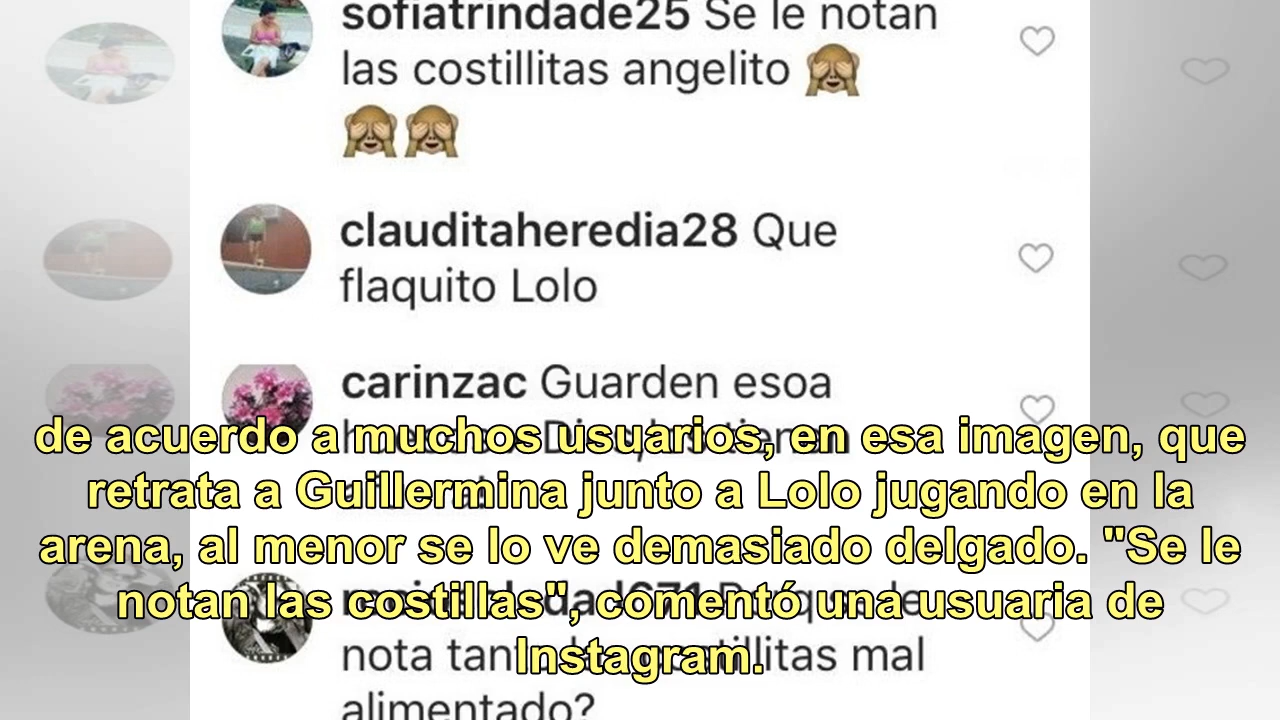 sofiatrindade25 Se le notan
las costillitas angelito 🙈
🙈🙈
clauditaheredia28 Que
flaquito Lolo
carinzac Guarden esoa
de acuerdo a muchos usuarios, en esa imagen, que
retrata a Guillermina junto a Lolo jugando en la
arena, al menor se lo ve demasiado delgado. "Se le
notan las costillas", comentó una usuaria de
Instagram.
nota mal
alimentado?